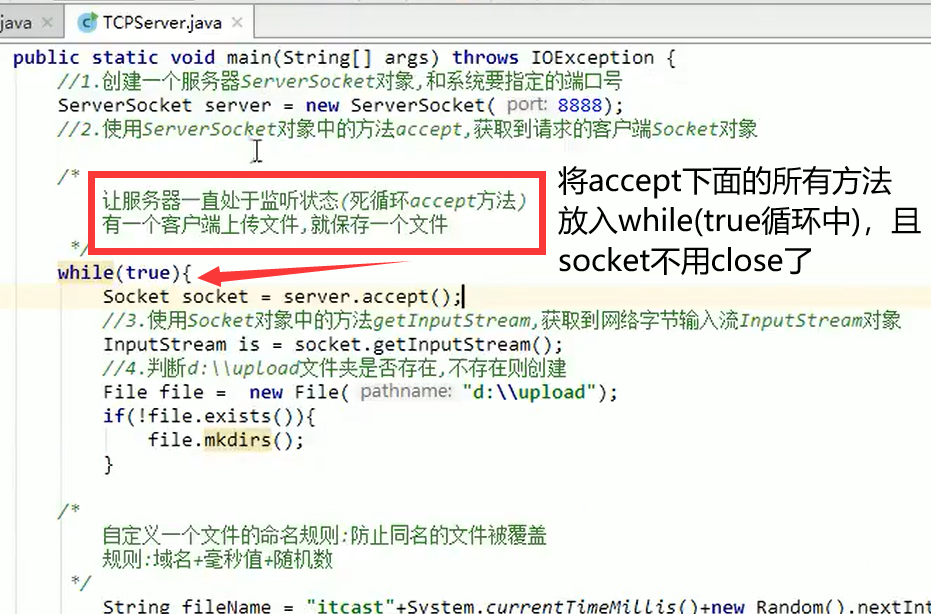 java × TCPServer.java ×
public static void main(String[] args) throws IOException {
//1.创建一个服务器ServerSocket对象,和系统要指定的端口号
ServerSocket server = new ServerSocket( port: 8888);
//2.使用ServerSocket对象中的方法accept,获取到请求的客户端Socket对象
/*
让服务器一直处于监听状态(死循环accept方法)
有一个客户端上传文件,就保存一个文件
*/
将accept下面的所有方法
放入while(true循环中)，且
socket不用close了
while(true){
Socket socket = server.accept();
//3.使用Socket对象中的方法getInputStream,获取到网络字节输入流InputStream对象
InputStream is = socket.getInputStream();
//4.判断d:\\upload文件夹是否存在,不存在则创建
File file =  new File( pathname: "d:\\upload");
if(!file.exists()){
file.mkdirs();
}
/*
自定义一个文件的命名规则:防止同名的文件被覆盖
规则:域名+毫秒值+随机数
*/
String fileName = "itcast"+System.currentTimeMillis()+new Random().nextInt